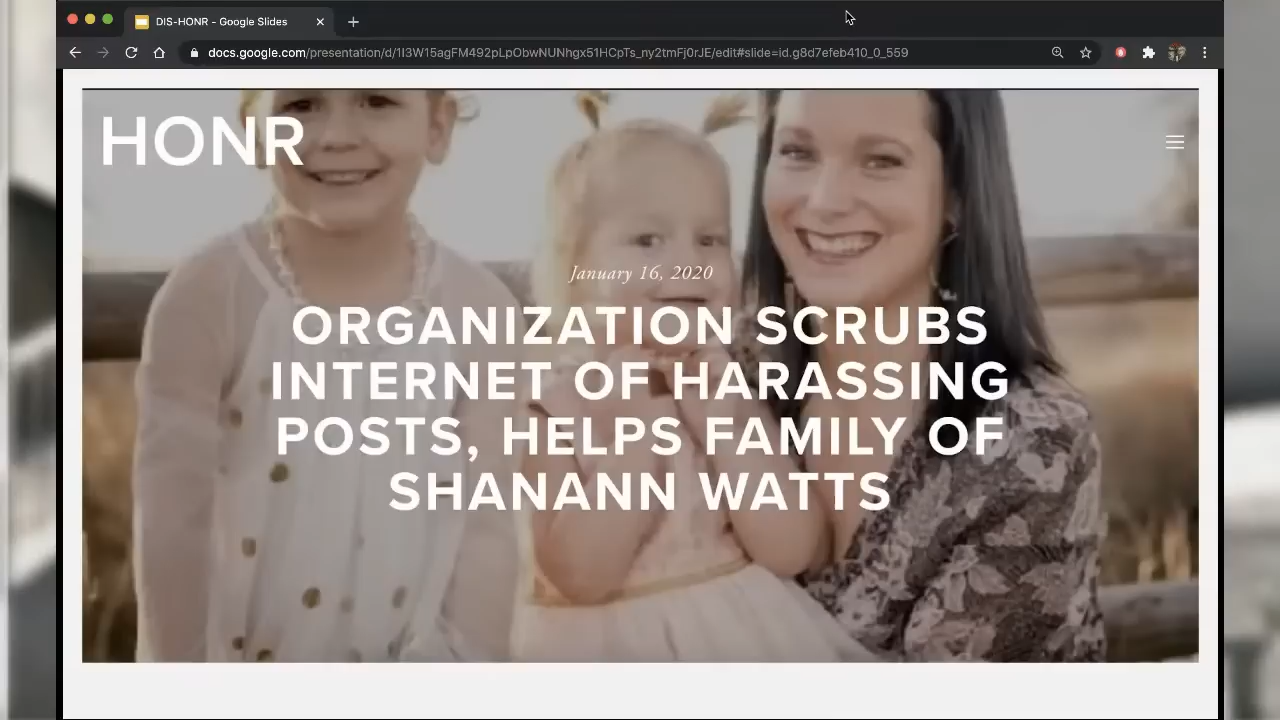 DIS-HONR - Google Slides
docs.google.com/presentation/d/1I3W15agFM492pLpObwNUNhgx51HCpTs_ny2tmFj0rJE/edit#slide=id.g8d7efeb410_0_559
HONR
January 16, 2020
ORGANIZATION SCRUBS
INTERNET OF HARASSING
POSTS, HELPS FAMILY OF
SHANANN WATTS